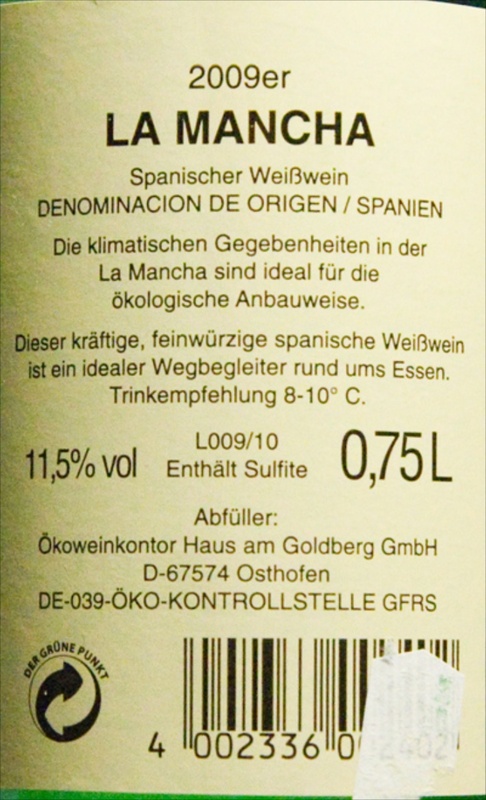 2009er
LA MANCHA
Spanischer Weißwein
DENOMINACION DE ORIGEN / SPANIEN
Die klimatischen Gegebenheiten in der
La Mancha sind ideal für die
ökologische Anbauweise.
Dieser kräftige, feinwürzige spanische Weißwein
ist ein idealer Wegbegleiter rund ums Essen.
Trinkempfehlung 8-10° C.
11,5% vol
L009/10
Enthält Sulfite
0,75 L
Abfüller:
Ökoweinkontor Haus am Goldberg GmbH
D-67574 Osthofen
DE-039-ÖKO-KONTROLLSTELLE GFRS
DER GRÜNE PUNKT
4 002336 002402